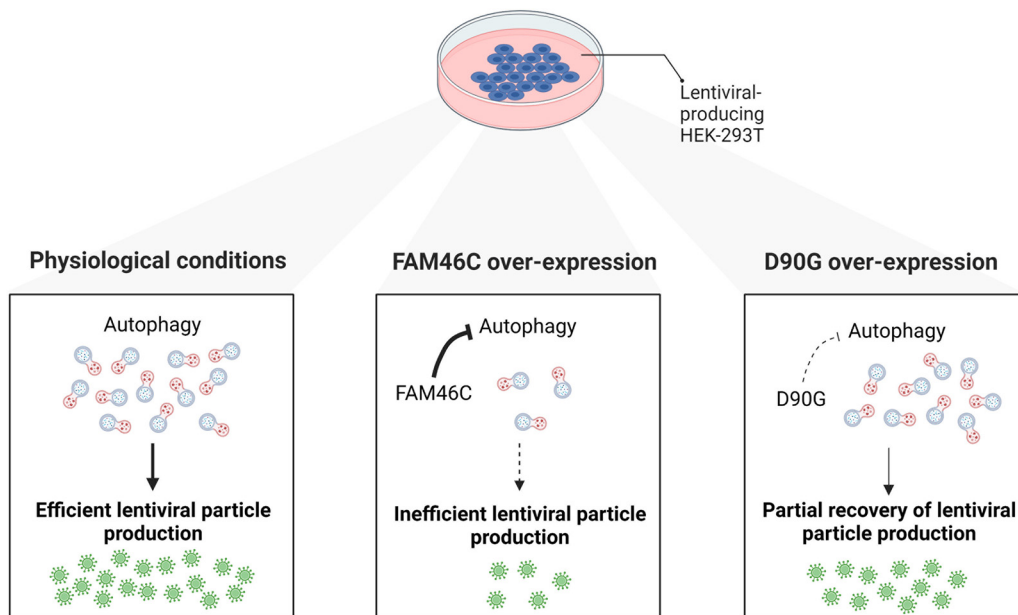 Lentiviral-
producing
HEK-293T
Physiological conditions
Autophagy
Efficient lentiviral particle
production
FAM46C over-expression
Autophagy
FAM46C
Inefficient lentiviral particle
production
D90G over-expression
Autophagy
D90G
Partial recovery of lentiviral
particle production